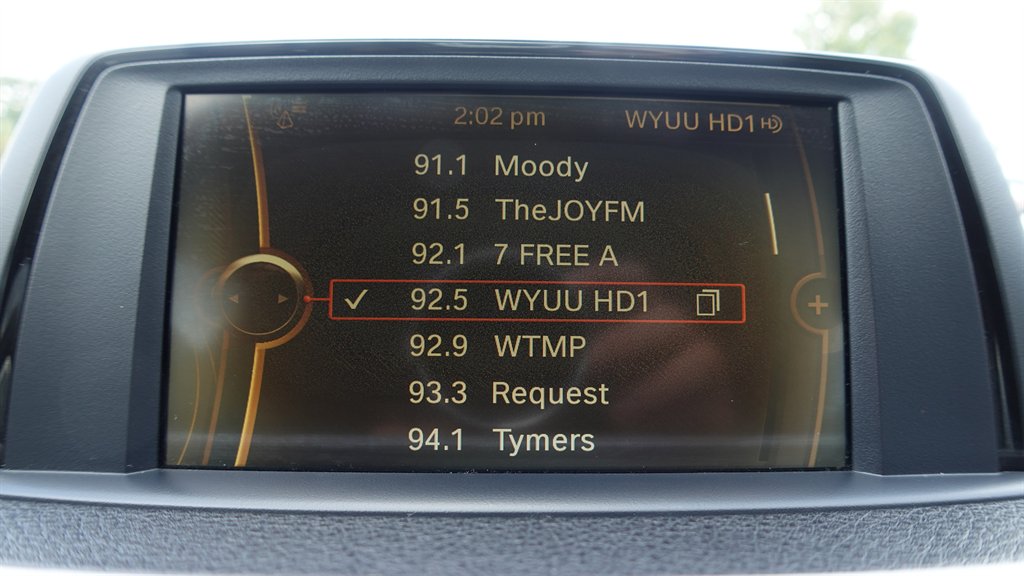 2:02 pm WYUU HD1 HD
91.1 Moody
91.5 TheJOYFM
92.1 7 FREE A
✓ 92.5 WYUU HD1
92.9 WTMP
93.3 Request
94.1 Tymers
+